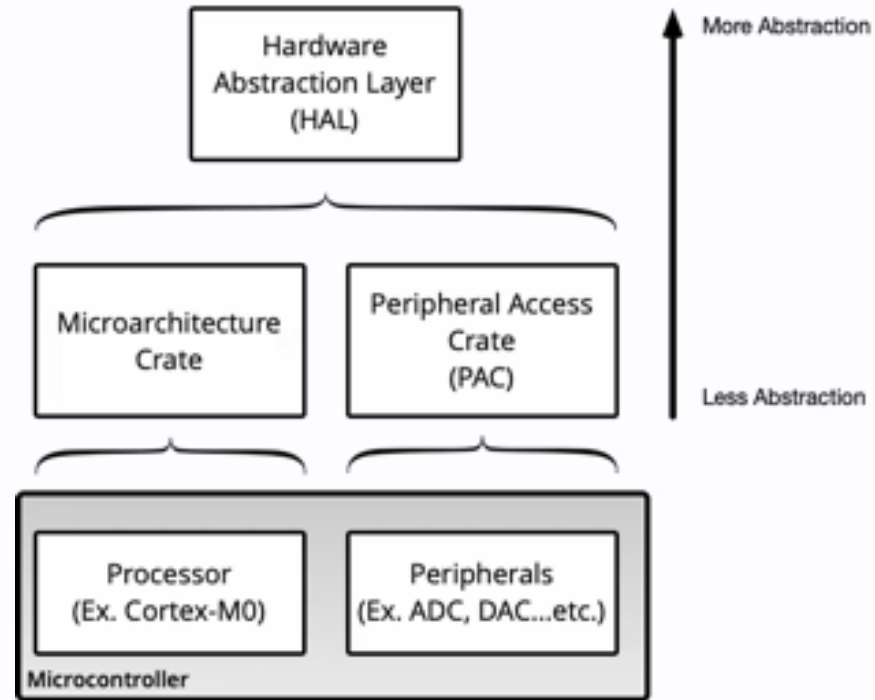 Hardware
Abstraction Layer
(HAL)
More Abstraction
Microarchitecture
Crate
Peripheral Access
Crate
(PAC)
Less Abstraction
Processor
(Ex. Cortex-M0)
Peripherals
(Ex. ADC, DAC...etc.)
Microcontroller